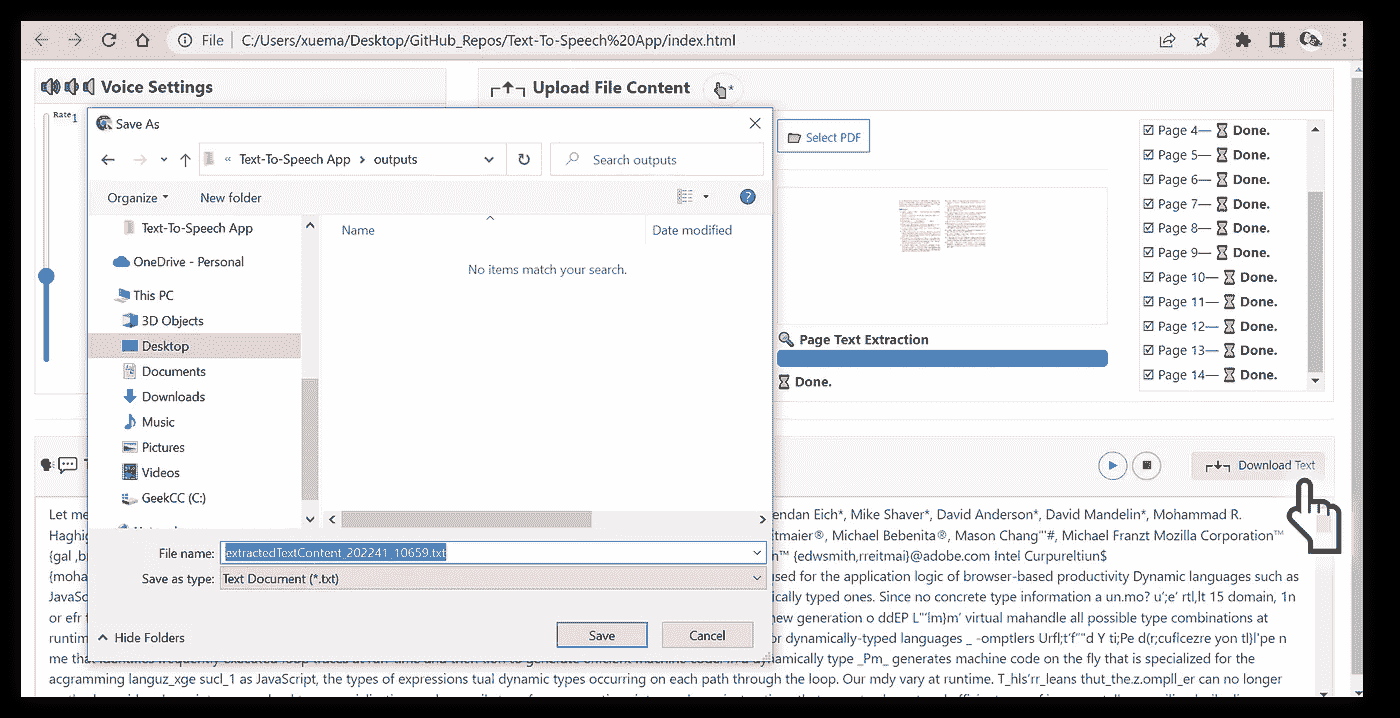 File C:/Users/xuema/Desktop/GitHub_Repos/Text-To-Speech%20App/index.html
Voice Settings
Rate 1
Upload File Content *
Select PDF
Page 4— Done.
Page 5— Done.
Page 6— Done.
Page 7— Done.
Page 8— Done.
Page 9— Done.
Page 10— Done.
Page 11— Done.
Page 12— Done.
Page 13— Done.
Page 14— Done.
Page Text Extraction
Done.
Save As
« Text-To-Speech App › outputs
Search outputs
Organize
New folder
?
Text-To-Speech App
OneDrive - Personal
This PC
3D Objects
Desktop
Documents
Downloads
Music
Pictures
Videos
GeekCC (C:)
Name
Date modified
No items match your search.
File name: extractedTextContent_202241_10659.txt
Save as type: Text Document (*.txt)
Hide Folders
Save
Cancel
Download Text
Let me endan Eich*, Mike Shaver*, David Anderson*, David Mandelin*, Mohammad R.
Haghig itmaier®, Michael Bebenita®, Mason Chang"'#, Michael Franzt Mozilla Corporation™
{gal ,b n™ {edwsmith,rreitmai}@adobe.com Intel Curpureltiun$
{moha sed for the application logic of browser-based productivity Dynamic languages such as
JavaSc ically typed ones. Since no concrete type information a un.mo? u';e' rtl,lt 15 domain, 1n
or efr f new generation o ddEP L"'lm}m' virtual mahandle all possible type combinations at
runtim or dynamically-typed languages _ -omptlers Urfl;t'f""d Y ti;Pe d(r;cuflcezre yon tl}l'pe n
me that
generates machine code on the fly that is specialized for the
acgramming languz_xge sucl_1 as JavaScript, the types of expressions tual dynamic types occurring on each path through the loop. Our mdy vary at runtime. T_hls'rr_leans thut_the.z.ompll_er can no longer